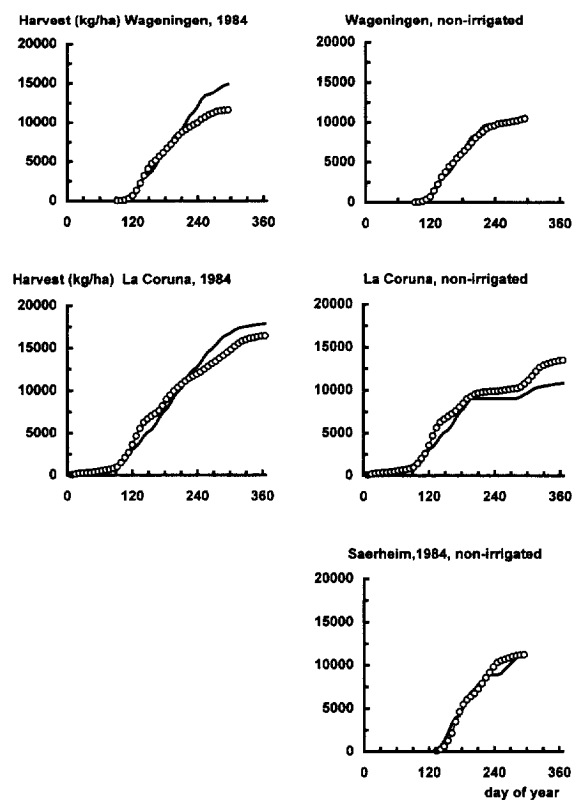 Harvest (kg/ha) Wageningen, 1984
20000
15000
10000
5000
0
0 120 240 360
Wageningen, non-irrigated
20000
15000
10000
5000
0
0 120 240 360
Harvest (kg/ha) La Coruna, 1984
20000
15000
10000
5000
0
0 120 240 360
La Coruna, non-irrigated
20000
15000
10000
5000
0
0 120 240 360
Saerheim,1984, non-irrigated
20000
15000
10000
5000
0
0 120 240 360
day of year